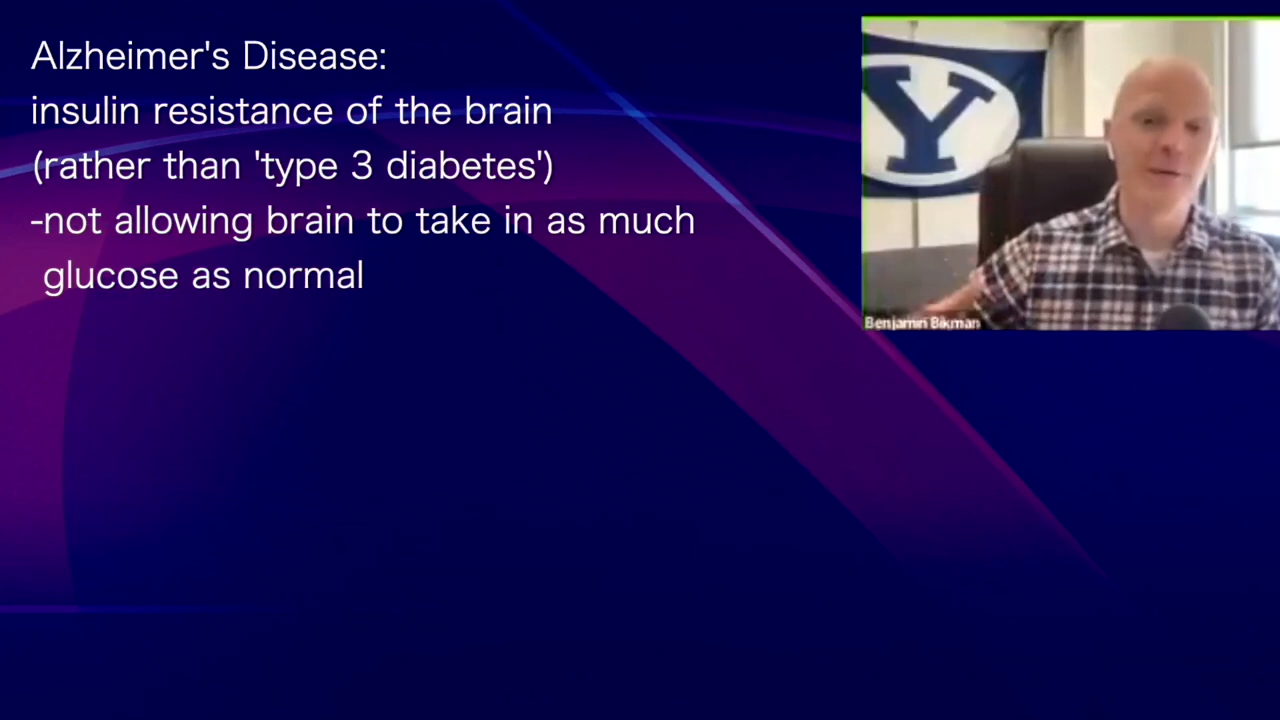 Alzheimer's Disease:
insulin resistance of the brain
(rather than 'type 3 diabetes')
-not allowing brain to take in as much
glucose as normal
Y
Benjamin Bikman